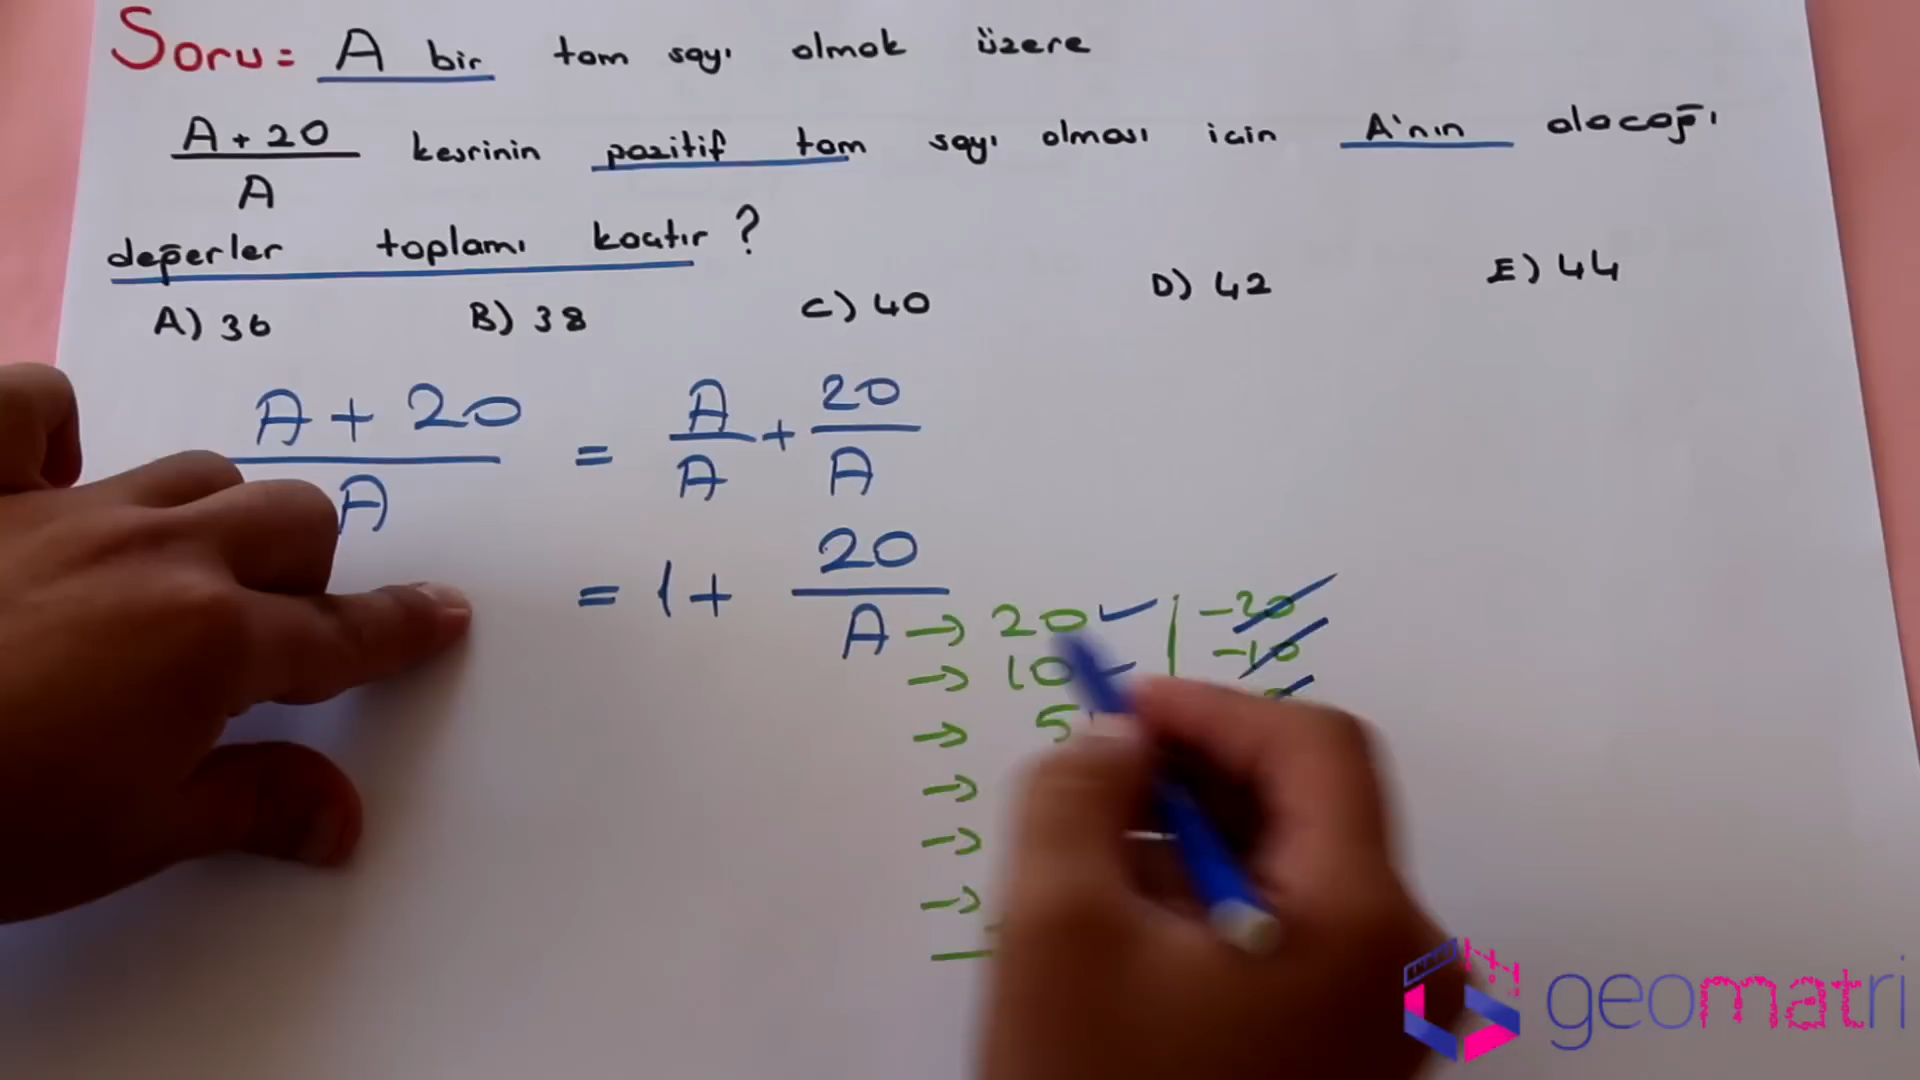 Soru = A bir tam sayı olmak üzere
A + 20 / A kesrinin pozitif tam sayı olması için A'nın alacağı
değerler toplamı kaçtır ?
A) 36 B) 38 C) 40 D) 42 E) 44
A + 20 / A = A / A + 20 / A
= 1 + 20 / A → 20 ✓ | -20
→ 10 -10
→ 5
→
→
→
geomatri